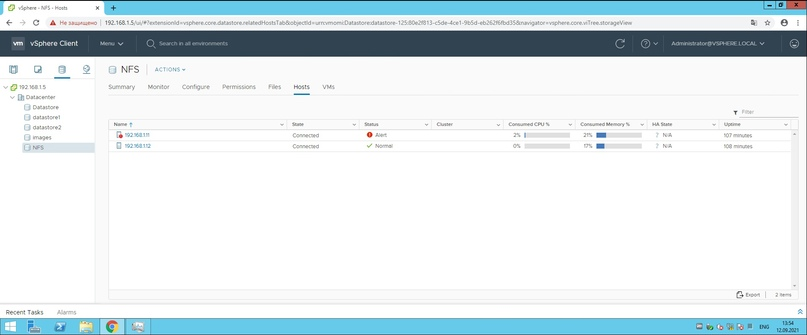 vSphere - NFS - Hosts
Не защищено 192.168.1.5/ui/#?extensionId=vsphere.core.datastore.relatedHostsTab&objectId=urn:vmomi:Datastore:datastore-125:80e2f813-c5de-4ce1-9b5d-eb262f6fbd35&navigator=vsphere.core.viTree.storageView
vm vSphere Client Menu Search in all environments Administrator@VSPHERE.LOCAL
NFS ACTIONS
Summary Monitor Configure Permissions Files Hosts VMs
192.168.1.5
Datacenter
Datastore
datastore1
datastore2
images
NFS
Filter
Name State Status Cluster Consumed CPU % Consumed Memory % HA State Uptime
192.168.1.11 Connected Alert 2% 21% ? N/A 107 minutes
192.168.1.12 Connected Normal 0% 17% ? N/A 108 minutes
Export 2 items
Recent Tasks Alarms
ENG 13:54
12.09.2021